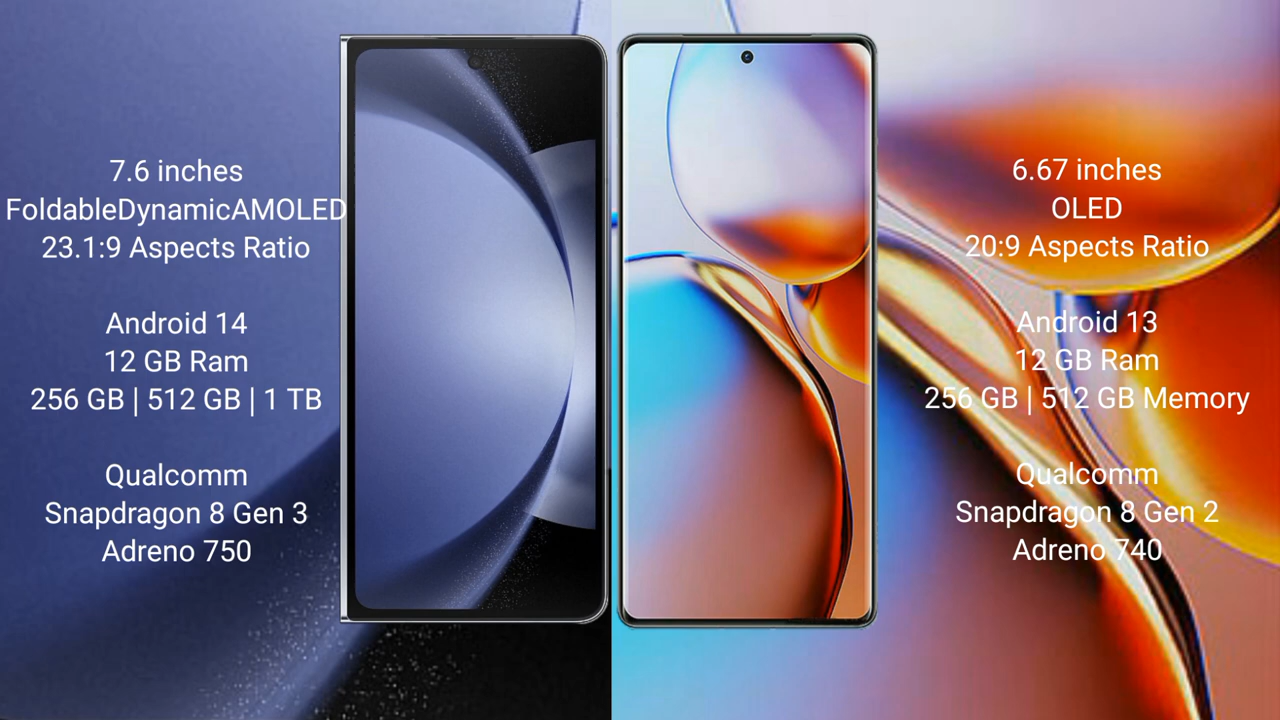 7.6 inches
FoldableDynamicAMOLED
23.1:9 Aspects Ratio
Android 14
12 GB Ram
256 GB | 512 GB | 1 TB
Qualcomm
Snapdragon 8 Gen 3
Adreno 750
6.67 inches
OLED
20:9 Aspects Ratio
Android 13
12 GB Ram
256 GB | 512 GB Memory
Qualcomm
Snapdragon 8 Gen 2
Adreno 740